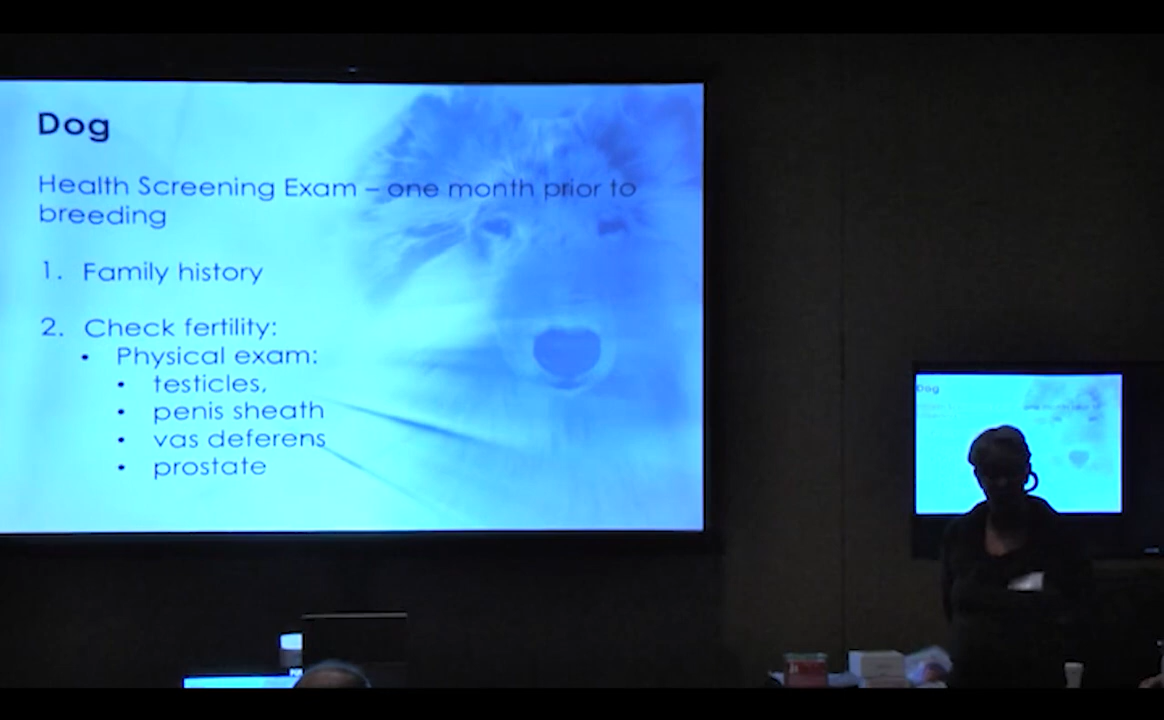 Dog
Health Screening Exam – one month prior to
breeding
1. Family history
2. Check fertility:
• Physical exam:
• testicles,
• penis sheath
• vas deferens
• prostate
Dog